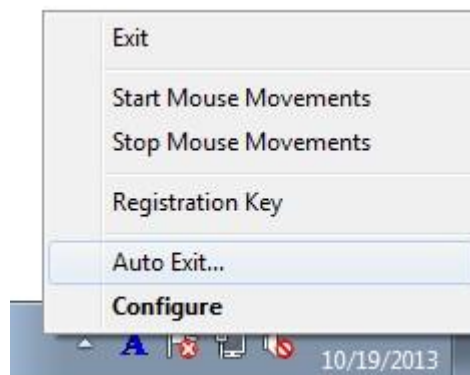 Exit
Start Mouse Movements
Stop Mouse Movements
Registration Key
Auto Exit...
Configure
A
10/19/2013